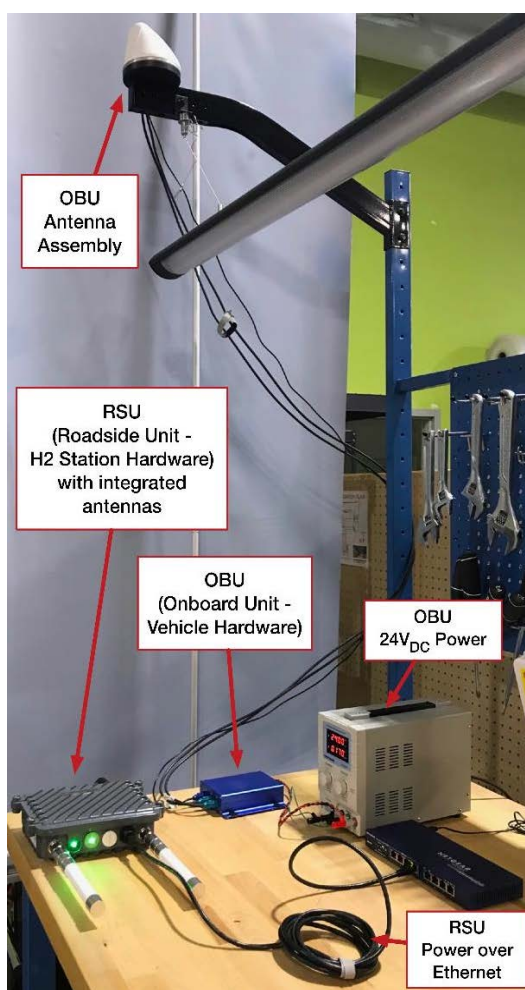 OBU
Antenna
Assembly
RSU
(Roadside Unit -
H2 Station Hardware)
with integrated
antennas
OBU
(Onboard Unit -
Vehicle Hardware)
OBU
24VDC Power
NETGEAR
RSU
Power over
Ethernet